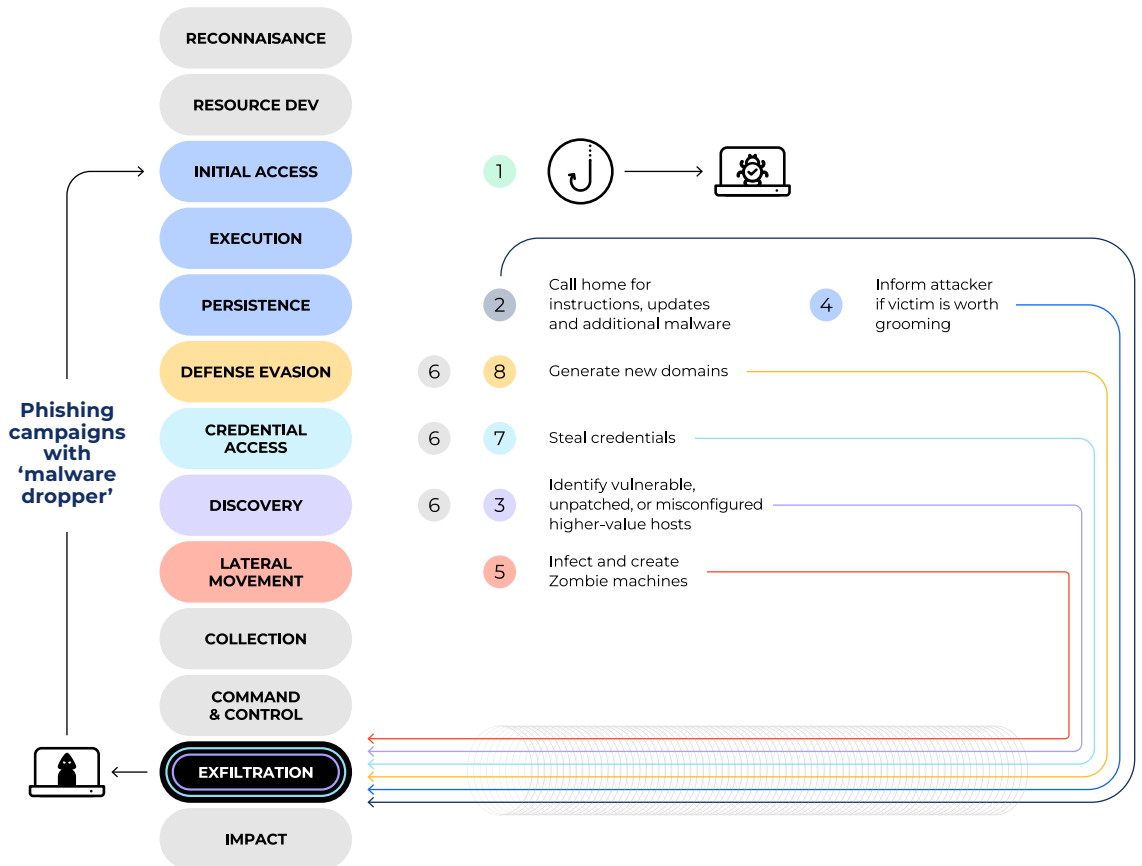 RECONNAISANCE
RESOURCE DEV
INITIAL ACCESS
1
EXECUTION
PERSISTENCE
2
Call home for
instructions, updates
and additional malware
4
Inform attacker
if victim is worth
grooming
DEFENSE EVASION
6
8
Generate new domains
Phishing
campaigns
with
‘malware
dropper’
CREDENTIAL
ACCESS
6
7
Steal credentials
DISCOVERY
6
3
Identify vulnerable,
unpatched, or misconfigured
higher-value hosts
LATERAL
MOVEMENT
5
Infect and create
Zombie machines
COLLECTION
COMMAND
& CONTROL
EXFILTRATION
IMPACT